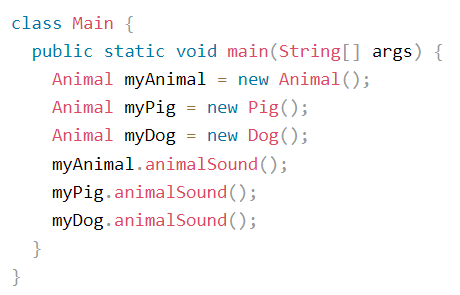 class Main {
  public static void main(String[] args) {
    Animal myAnimal = new Animal();
    Animal myPig = new Pig();
    Animal myDog = new Dog();
    myAnimal.animalSound();
    myPig.animalSound();
    myDog.animalSound();
  }
}